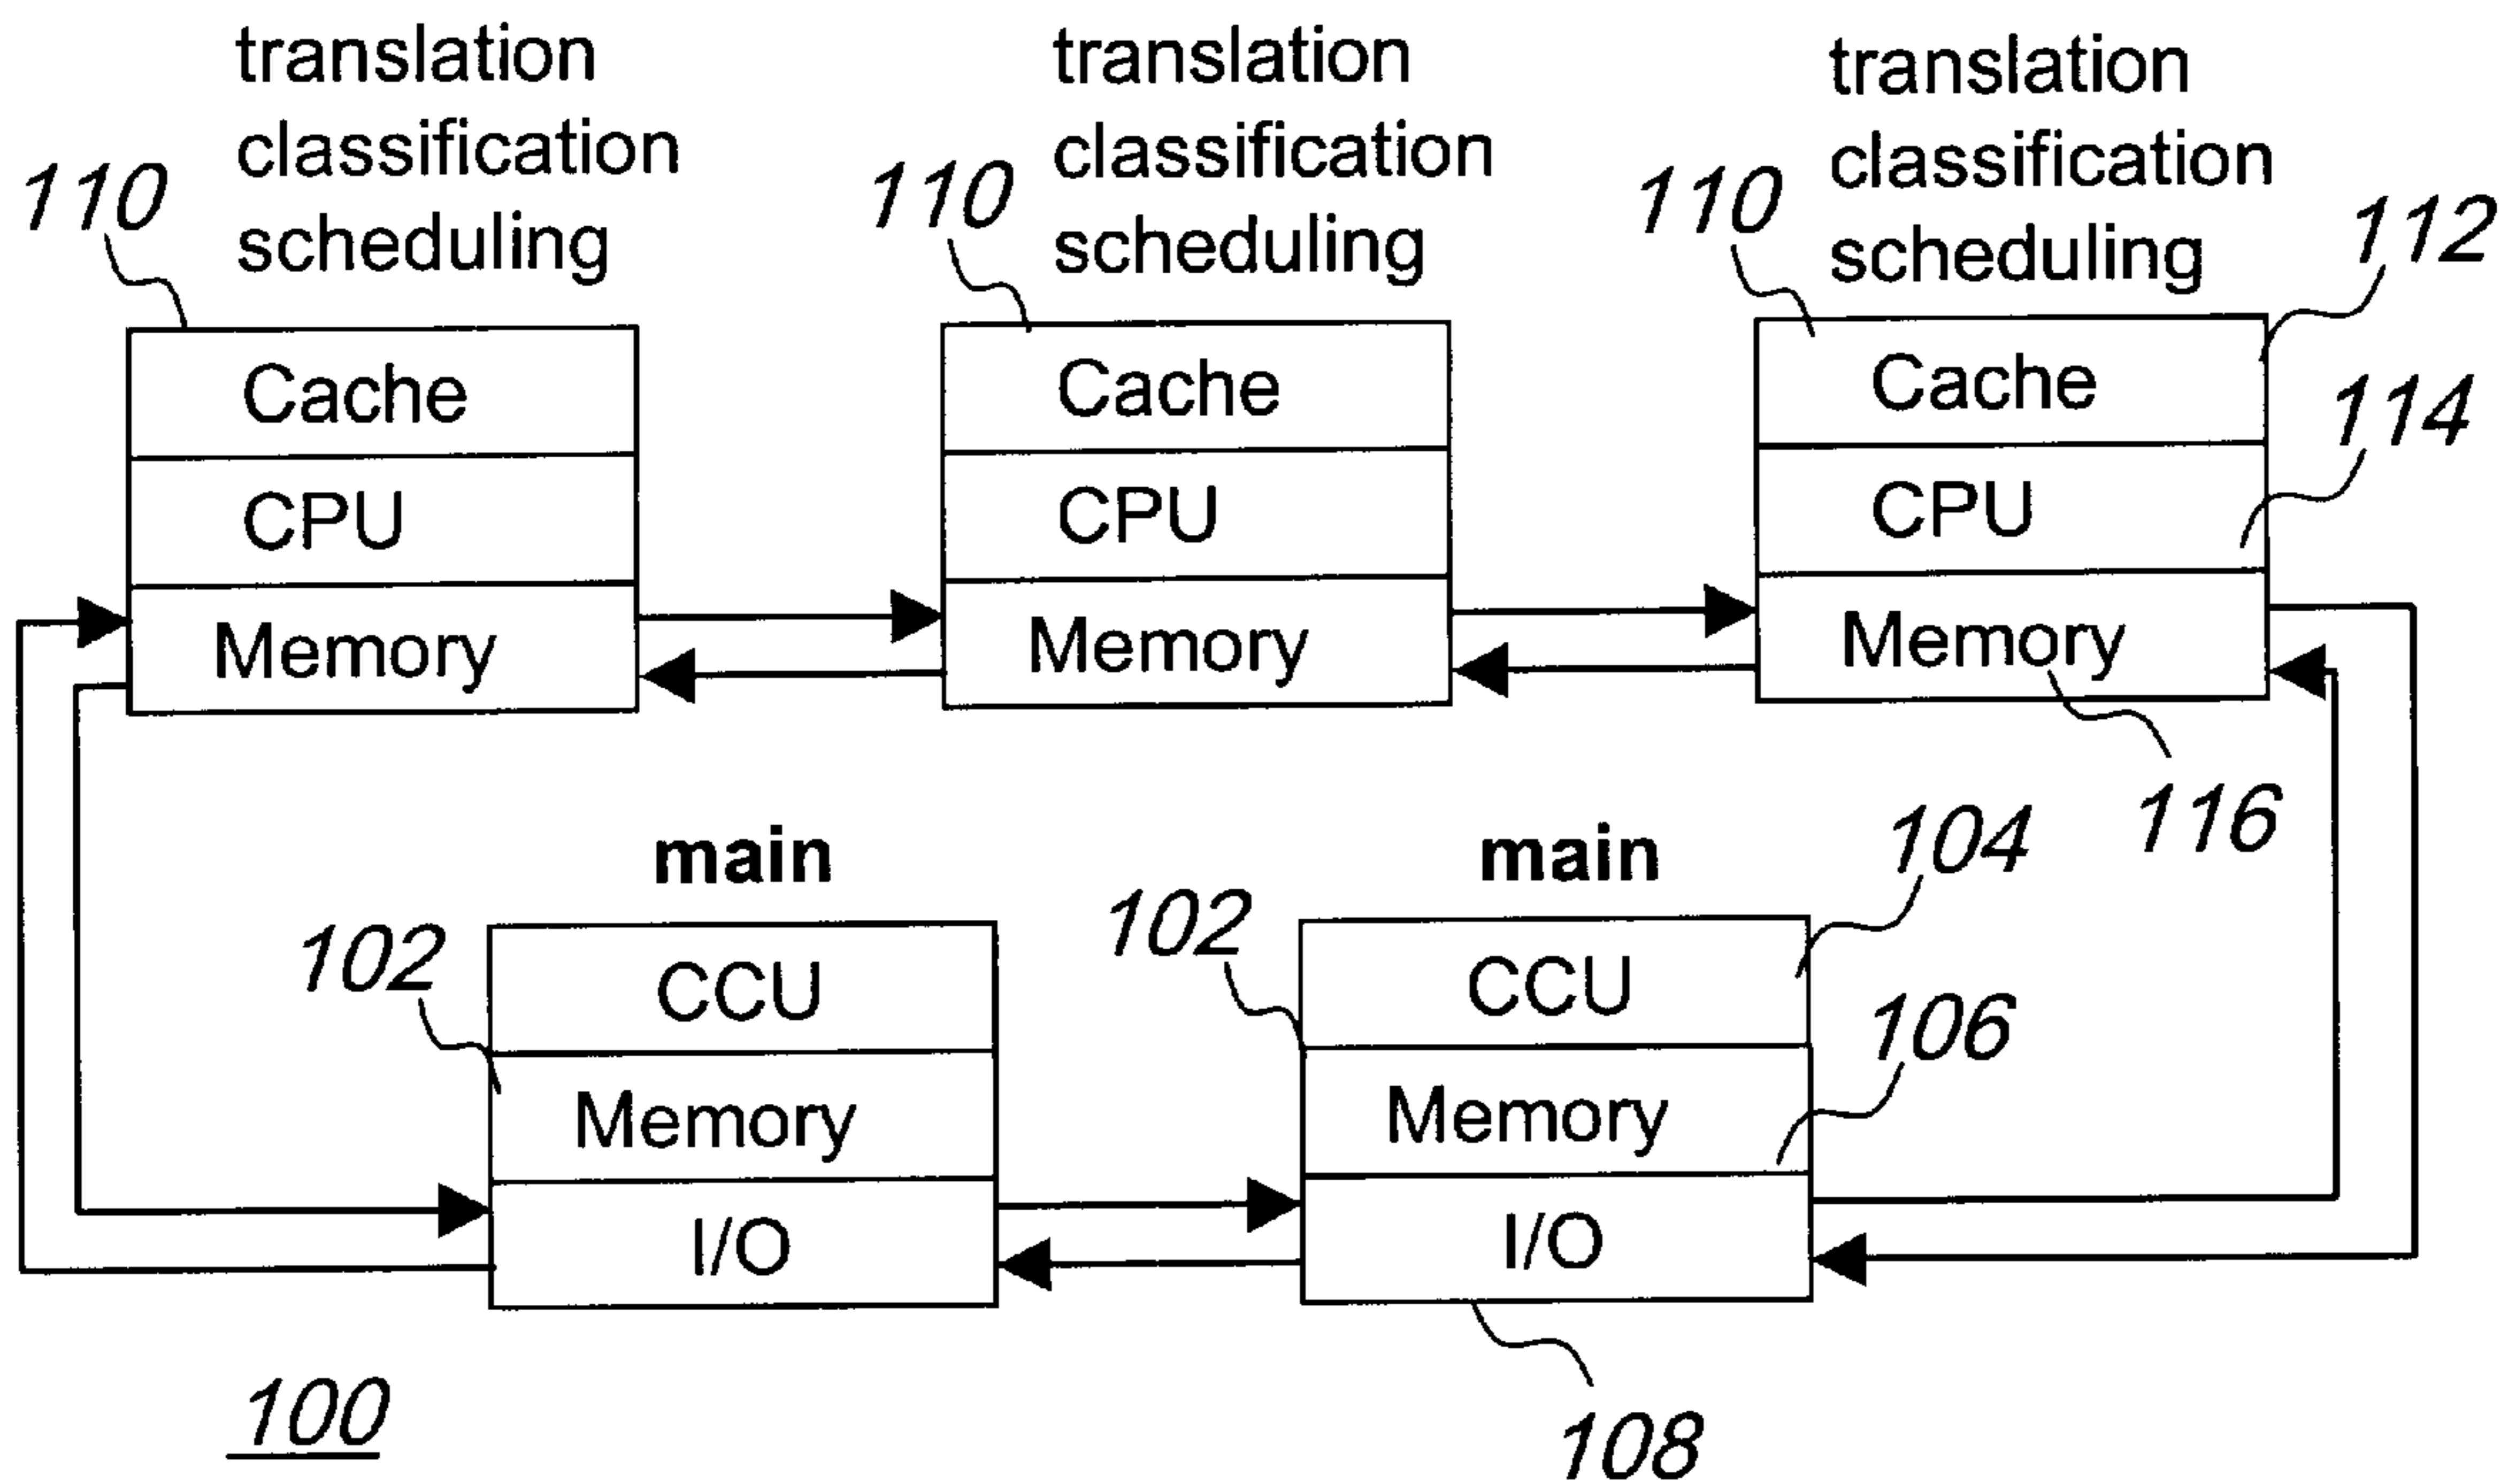 translation
classification
scheduling
110
Cache
CPU
Memory
translation
classification
scheduling
110
Cache
CPU
Memory
translation
classification
scheduling
110
112
Cache
114
CPU
Memory
116
main
102
CCU
Memory
I/O
main
102
104
CCU
106
Memory
I/O
108
100